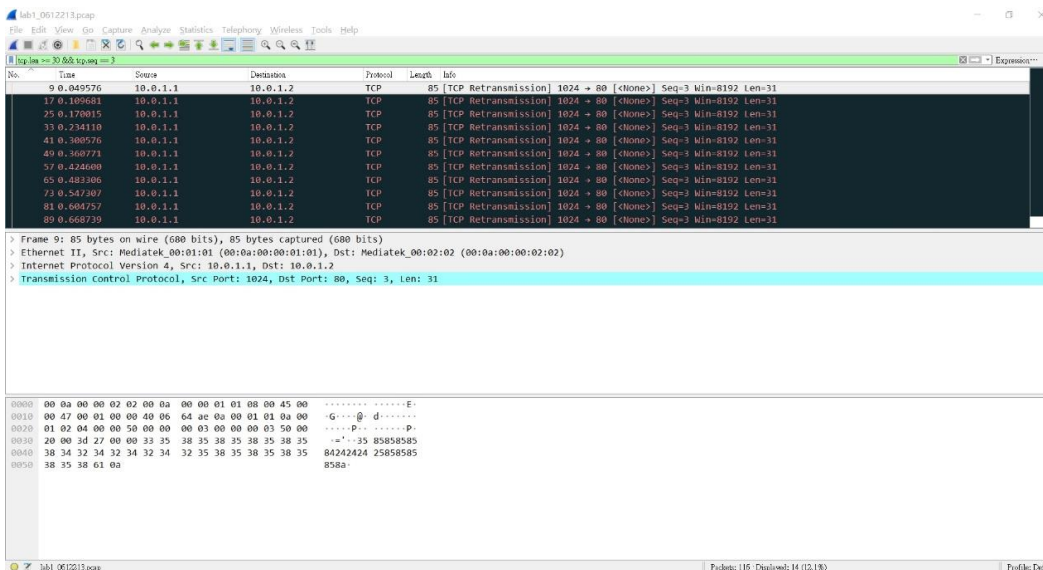 lab1_0612213.pcap
File Edit View Go Capture Analyze Statistics Telephony Wireless Tools Help
tcp.len >= 30 && tcp.seq == 3 Expression…
No. Time Source Destination Protocol Length Info
9 0.049576 10.0.1.1 10.0.1.2 TCP 85 [TCP Retransmission] 1024 → 80 [<None>] Seq=3 Win=8192 Len=31
17 0.109681 10.0.1.1 10.0.1.2 TCP 85 [TCP Retransmission] 1024 → 80 [<None>] Seq=3 Win=8192 Len=31
25 0.170015 10.0.1.1 10.0.1.2 TCP 85 [TCP Retransmission] 1024 → 80 [<None>] Seq=3 Win=8192 Len=31
33 0.234110 10.0.1.1 10.0.1.2 TCP 85 [TCP Retransmission] 1024 → 80 [<None>] Seq=3 Win=8192 Len=31
41 0.300576 10.0.1.1 10.0.1.2 TCP 85 [TCP Retransmission] 1024 → 80 [<None>] Seq=3 Win=8192 Len=31
49 0.360771 10.0.1.1 10.0.1.2 TCP 85 [TCP Retransmission] 1024 → 80 [<None>] Seq=3 Win=8192 Len=31
57 0.424600 10.0.1.1 10.0.1.2 TCP 85 [TCP Retransmission] 1024 → 80 [<None>] Seq=3 Win=8192 Len=31
65 0.483306 10.0.1.1 10.0.1.2 TCP 85 [TCP Retransmission] 1024 → 80 [<None>] Seq=3 Win=8192 Len=31
73 0.547307 10.0.1.1 10.0.1.2 TCP 85 [TCP Retransmission] 1024 → 80 [<None>] Seq=3 Win=8192 Len=31
81 0.604757 10.0.1.1 10.0.1.2 TCP 85 [TCP Retransmission] 1024 → 80 [<None>] Seq=3 Win=8192 Len=31
89 0.668739 10.0.1.1 10.0.1.2 TCP 85 [TCP Retransmission] 1024 → 80 [<None>] Seq=3 Win=8192 Len=31
> Frame 9: 85 bytes on wire (680 bits), 85 bytes captured (680 bits)
> Ethernet II, Src: Mediatek_00:01:01 (00:0a:00:00:01:01), Dst: Mediatek_00:02:02 (00:0a:00:00:02:02)
> Internet Protocol Version 4, Src: 10.0.1.1, Dst: 10.0.1.2
> Transmission Control Protocol, Src Port: 1024, Dst Port: 80, Seq: 3, Len: 31
0000 00 0a 00 00 02 02 00 0a 00 00 01 01 08 00 45 00 ········ ······E·
0010 00 47 00 01 00 00 40 06 64 ae 0a 00 01 01 0a 00 ·G····@· d·······
0020 01 02 04 00 00 50 00 00 00 03 00 00 00 03 50 00 ·····P·· ······P·
0030 20 00 3d 27 00 00 33 35 38 35 38 35 38 35 38 35 ·='··35 85858585
0040 38 34 32 34 32 34 32 34 32 35 38 35 38 35 38 35 84242424 25858585
0050 38 35 38 61 0a 858a·
lab1_0612213.pcap Packets: 116 · Displayed: 14 (12.1%) Profile: De